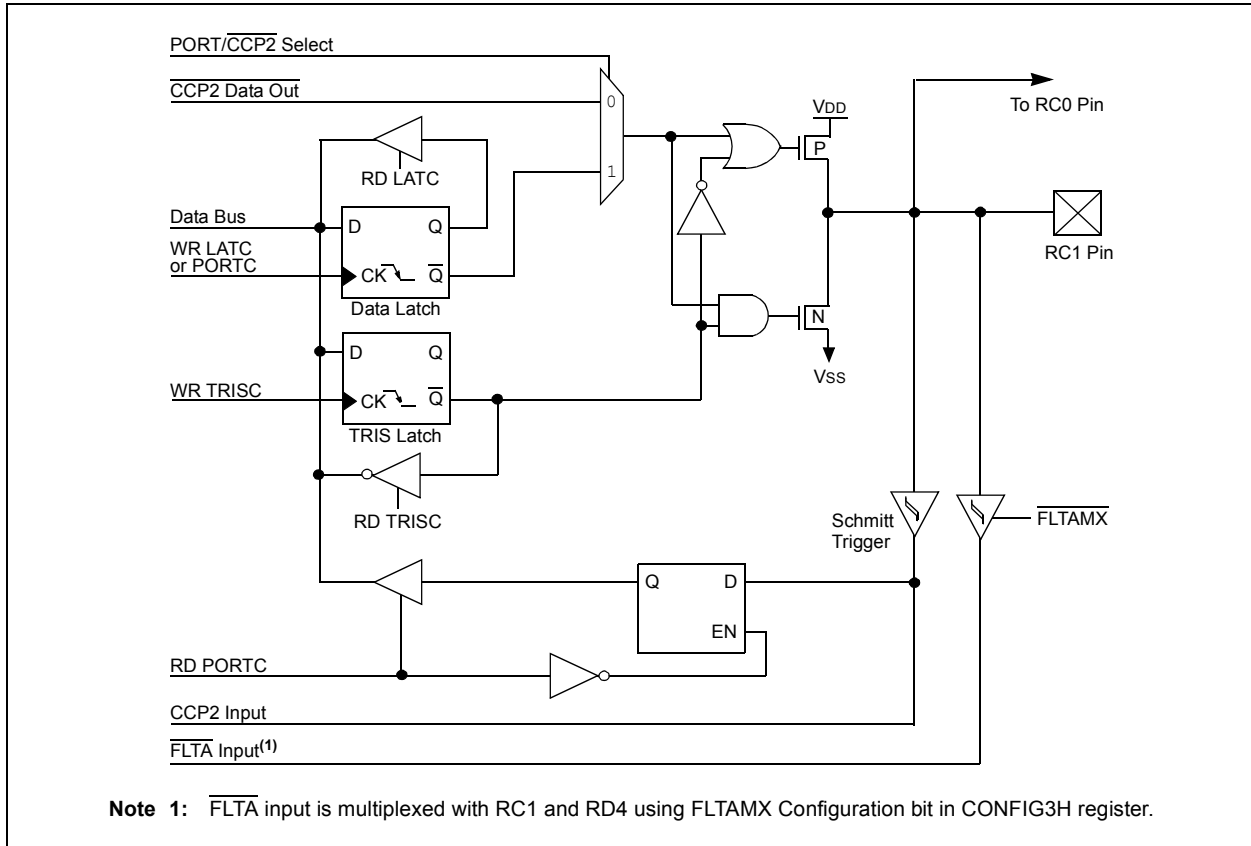 PORT/CCP2 Select
CCP2 Data Out
0
1
To RC0 Pin
VDD
P
RD LATC
Data Bus
D
Q
WR LATC
or PORTC
CK
Q
Data Latch
RC1 Pin
N
VSS
D
Q
WR TRISC
CK
Q
TRIS Latch
RD TRISC
Schmitt
Trigger
FLTAMX
Q
D
EN
RD PORTC
CCP2 Input
FLTA Input(1)
Note 1: FLTA input is multiplexed with RC1 and RD4 using FLTAMX Configuration bit in CONFIG3H register.